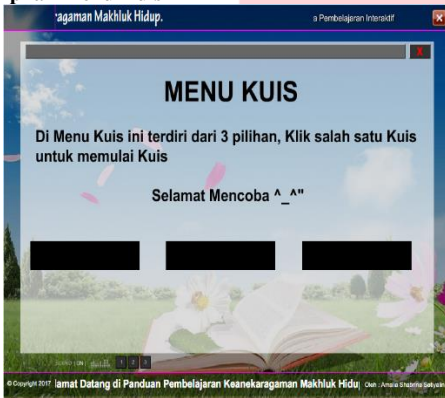 ragaman Makhluk Hidup.
a Pembelajaran Interaktif
X
X
MENU KUIS
Di Menu Kuis ini terdiri dari 3 pilihan, Klik salah satu Kuis
untuk memulai Kuis
Selamat Mencoba ^_^"
1 2 3
© Copyright 2017
lamat Datang di Panduan Pembelajaran Keanekaragaman Makhluk Hidu
Oleh : Amalia Shabrina